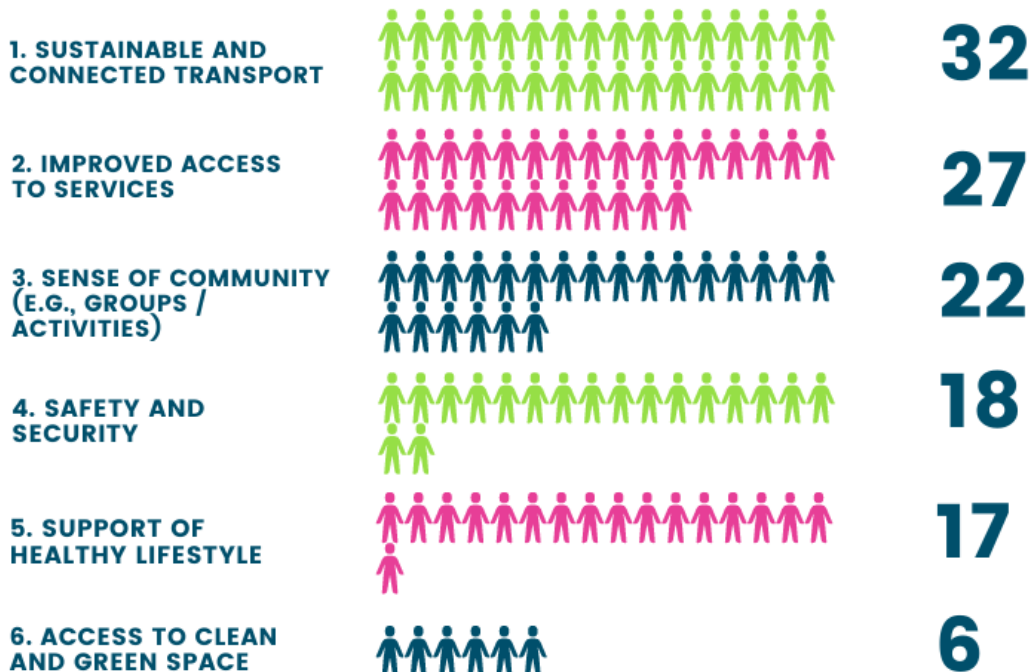 1. SUSTAINABLE AND
CONNECTED TRANSPORT
32
2. IMPROVED ACCESS
TO SERVICES
27
3. SENSE OF COMMUNITY
(E.G., GROUPS /
ACTIVITIES)
22
4. SAFETY AND
SECURITY
18
5. SUPPORT OF
HEALTHY LIFESTYLE
17
6. ACCESS TO CLEAN
AND GREEN SPACE
6